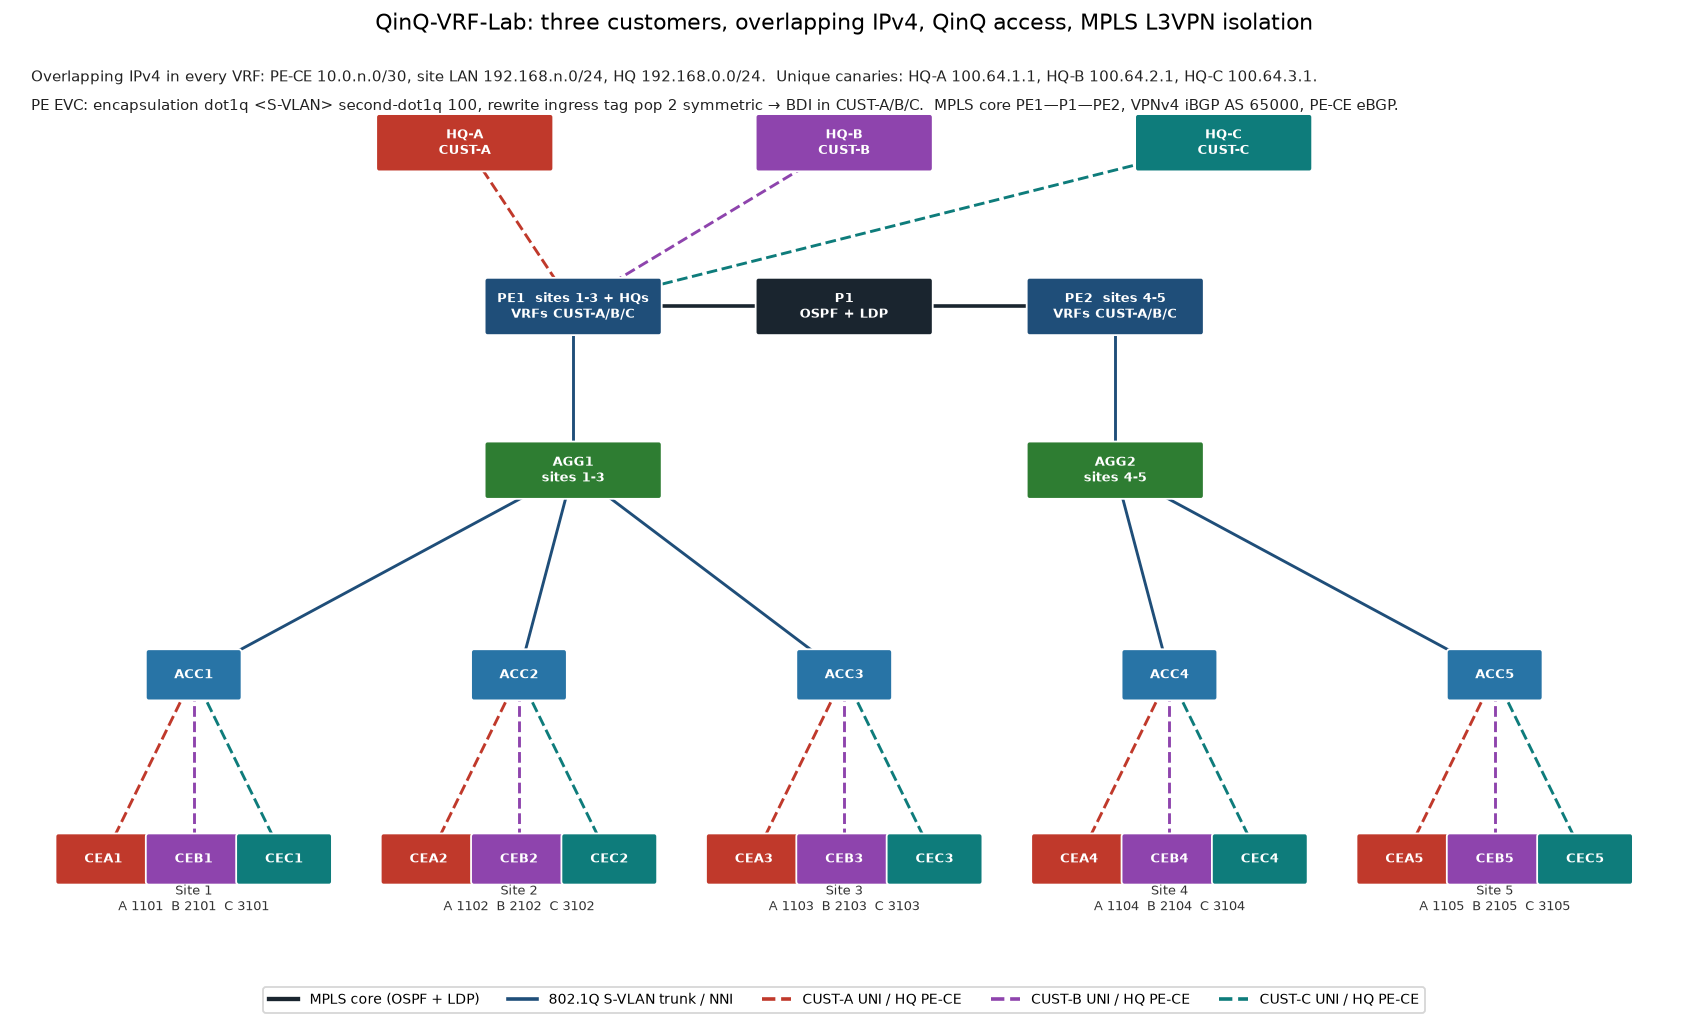 QinQ-VRF-Lab: three customers, overlapping IPv4, QinQ access, MPLS L3VPN isolation
Overlapping IPv4 in every VRF: PE-CE 10.0.n.0/30, site LAN 192.168.n.0/24, HQ 192.168.0.0/24.  Unique canaries: HQ-A 100.64.1.1, HQ-B 100.64.2.1, HQ-C 100.64.3.1.
PE EVC: encapsulation dot1q <S-VLAN> second-dot1q 100, rewrite ingress tag pop 2 symmetric → BDI in CUST-A/B/C.  MPLS core PE1—P1—PE2, VPNv4 iBGP AS 65000, PE-CE eBGP.
HQ-A
CUST-A
HQ-B
CUST-B
HQ-C
CUST-C
PE1  sites 1-3 + HQs
VRFs CUST-A/B/C
P1
OSPF + LDP
PE2  sites 4-5
VRFs CUST-A/B/C
AGG1
sites 1-3
AGG2
sites 4-5
ACC1
ACC2
ACC3
ACC4
ACC5
CEA1
CEB1
CEC1
CEA2
CEB2
CEC2
CEA3
CEB3
CEC3
CEA4
CEB4
CEC4
CEA5
CEB5
CEC5
Site 1
A 1101  B 2101  C 3101
Site 2
A 1102  B 2102  C 3102
Site 3
A 1103  B 2103  C 3103
Site 4
A 1104  B 2104  C 3104
Site 5
A 1105  B 2105  C 3105
MPLS core (OSPF + LDP)
802.1Q S-VLAN trunk / NNI
CUST-A UNI / HQ PE-CE
CUST-B UNI / HQ PE-CE
CUST-C UNI / HQ PE-CE